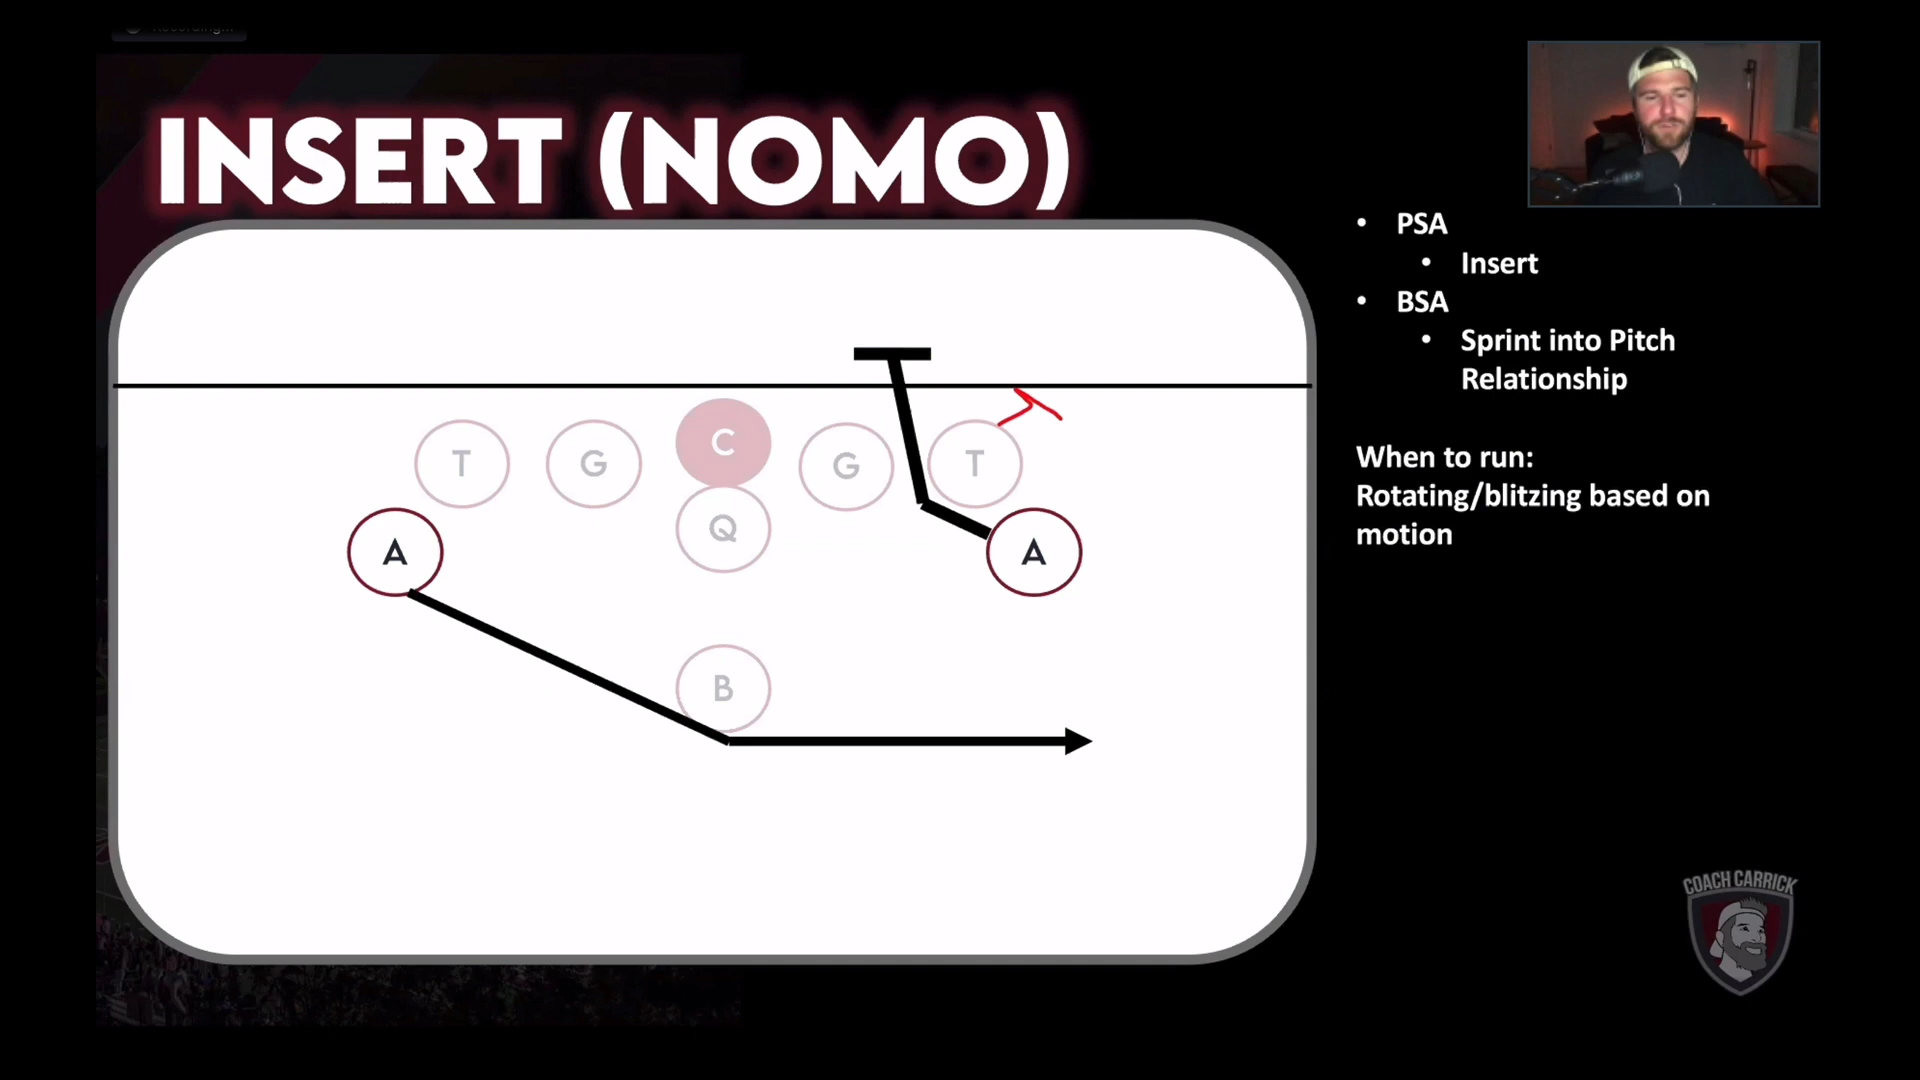 Recording...
INSERT (NOMO)
• PSA
• Insert
• BSA
• Sprint into Pitch
Relationship
When to run:
Rotating/blitzing based on
motion
T G C G T
Q
A A
B
COACH CARRICK